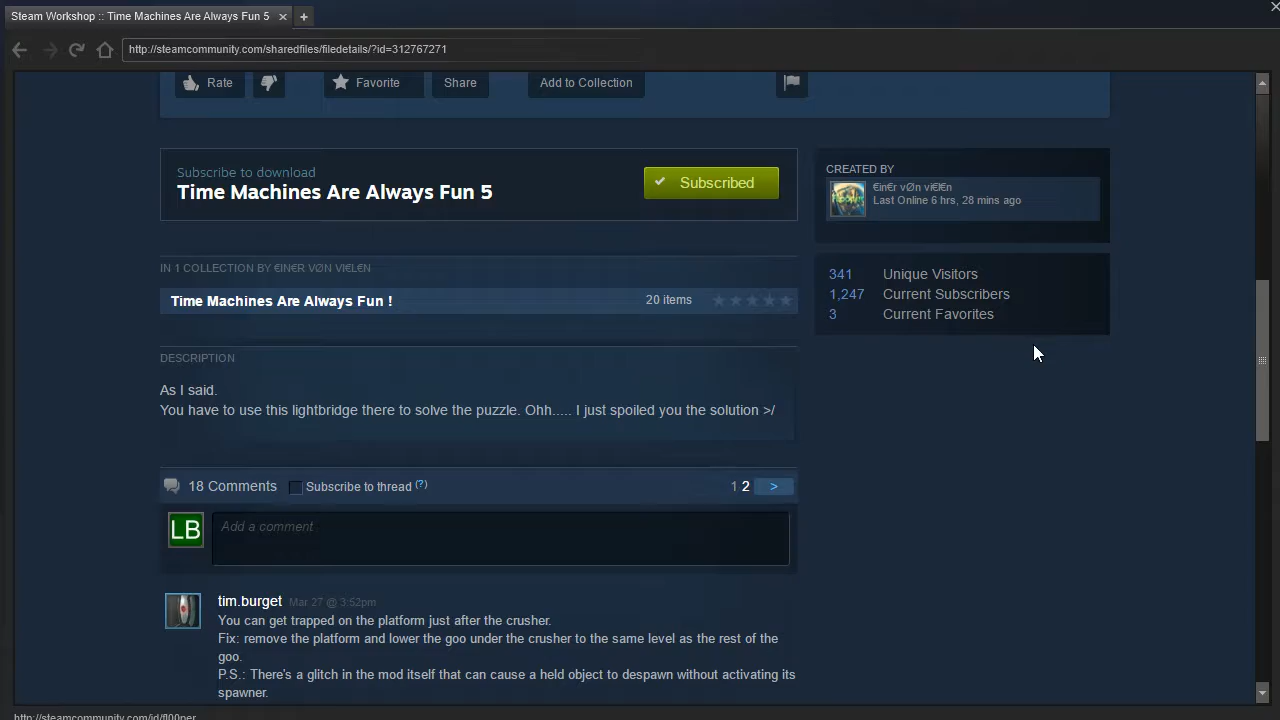 Steam Workshop :: Time Machines Are Always Fun 5
http://steamcommunity.com/sharedfiles/filedetails/?id=312767271
Rate
Favorite
Share
Add to Collection
Subscribe to download
Time Machines Are Always Fun 5
Subscribed
CREATED BY
€in€r vØn vi€l€n
Last Online 6 hrs, 28 mins ago
341 Unique Visitors
1,247 Current Subscribers
3 Current Favorites
IN 1 COLLECTION BY €IN€R VØN VI€L€N
Time Machines Are Always Fun ! 20 items
DESCRIPTION
As I said.
You have to use this lightbridge there to solve the puzzle. Ohh..... I just spoiled you the solution >/
18 Comments Subscribe to thread (?) 1 2 >
LB Add a comment
tim.burget Mar 27 @ 3:52pm
You can get trapped on the platform just after the crusher.
Fix: remove the platform and lower the goo under the crusher to the same level as the rest of the
goo.
P.S.: There's a glitch in the mod itself that can cause a held object to despawn without activating its
spawner.
http://steamcommunity.com/id/fl00per